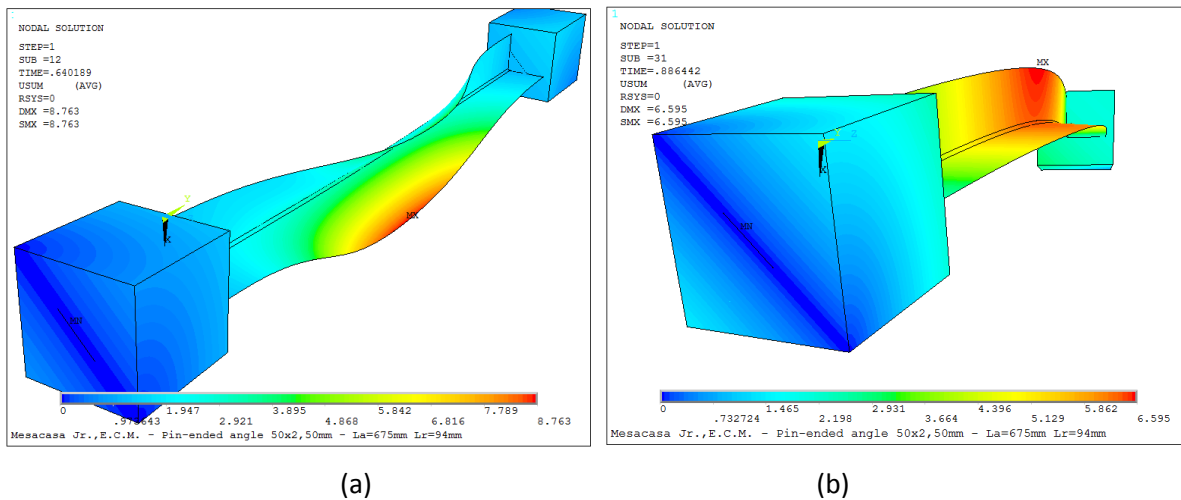 1
NODAL SOLUTION
STEP=1
SUB =12
TIME=.640189
USUM (AVG)
RSYS=0
DMX =8.763
SMX =8.763
Y
X
MX
MN
0 1.947 3.895 5.842 7.789
.973643 2.921 4.868 6.816 8.763
Mesacasa Jr.,E.C.M. - Pin-ended angle 50x2,50mm - La=675mm Lr=94mm
(a)
1
NODAL SOLUTION
STEP=1
SUB =31
TIME=.886442
USUM (AVG)
RSYS=0
DMX =6.595
SMX =6.595
MX
Y Z
X
MN
0 1.465 2.931 4.396 5.862
.732724 2.198 3.664 5.129 6.595
Mesacasa Jr.,E.C.M. - Pin-ended angle 50x2,50mm - La=675mm Lr=94mm
(b)